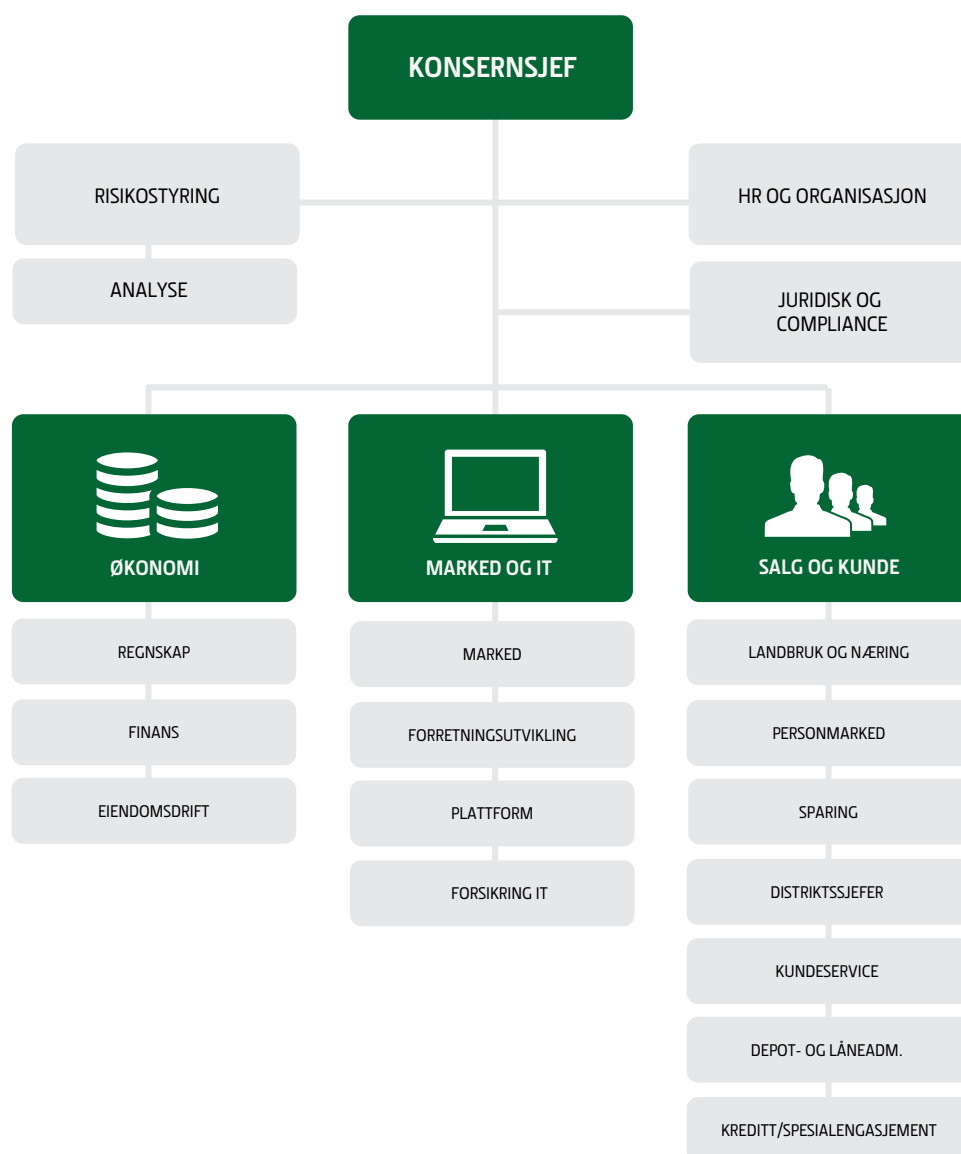 KONSERNSJEF
RISIKOSTYRING
ANALYSE
HR OG ORGANISASJON
JURIDISK OG
COMPLIANCE
ØKONOMI
REGNSKAP
FINANS
EIENDOMSDRIFT
MARKED OG IT
MARKED
FORRETNINGSUTVIKLING
PLATTFORM
FORSIKRING IT
SALG OG KUNDE
LANDBRUK OG NÆRING
PERSONMARKED
SPARING
DISTRIKTSSJEFER
KUNDESERVICE
DEPOT- OG LÅNEADM.
KREDITT/SPESIALENGASJEMENT